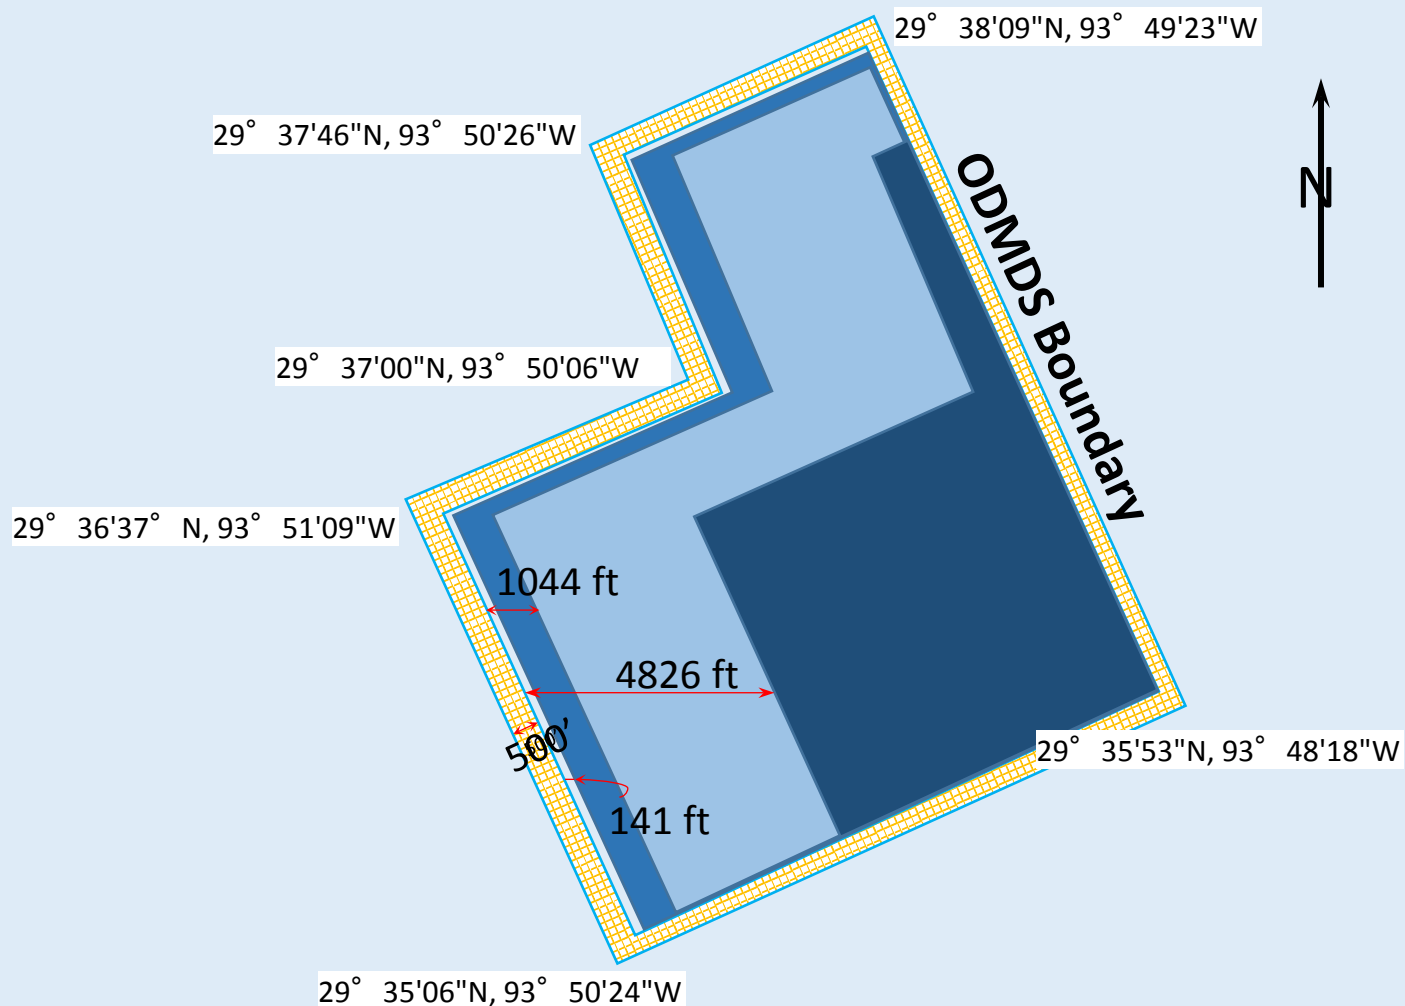 29° 38'09"N, 93° 49'23"W
29° 37'46"N, 93° 50'26"W
N
ODMDS Boundary
29° 37'00"N, 93° 50'06"W
29° 36'37° N, 93° 51'09"W
1044 ft
4826 ft
500'
29° 35'53"N, 93° 48'18"W
141 ft
29° 35'06"N, 93° 50'24"W